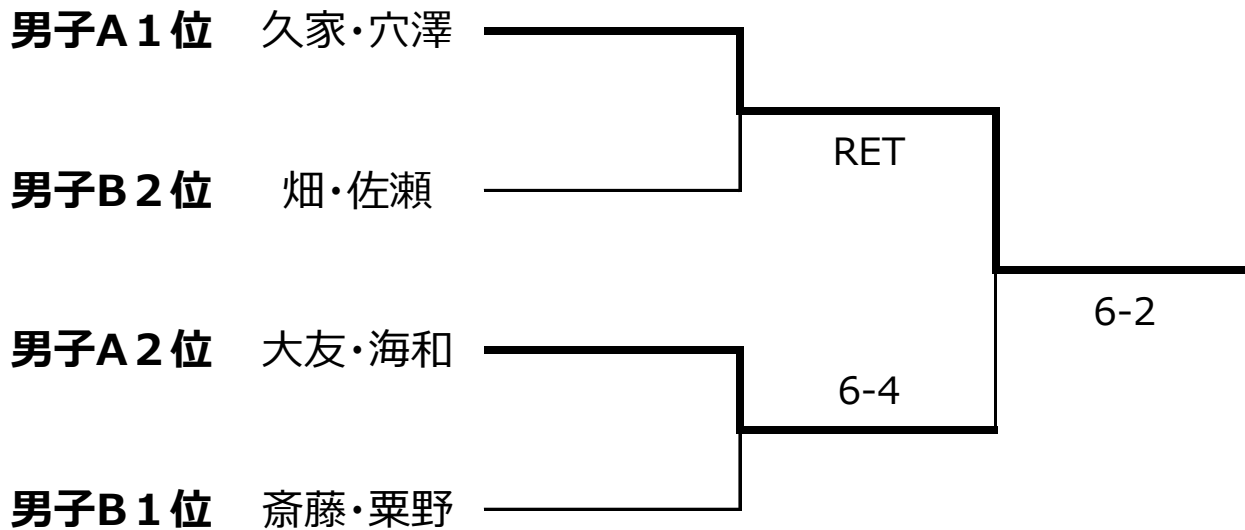 男子A１位 久家・穴澤
RET
男子B２位 畑・佐瀬
6-2
男子A２位 大友・海和
6-4
男子B１位 斎藤・粟野